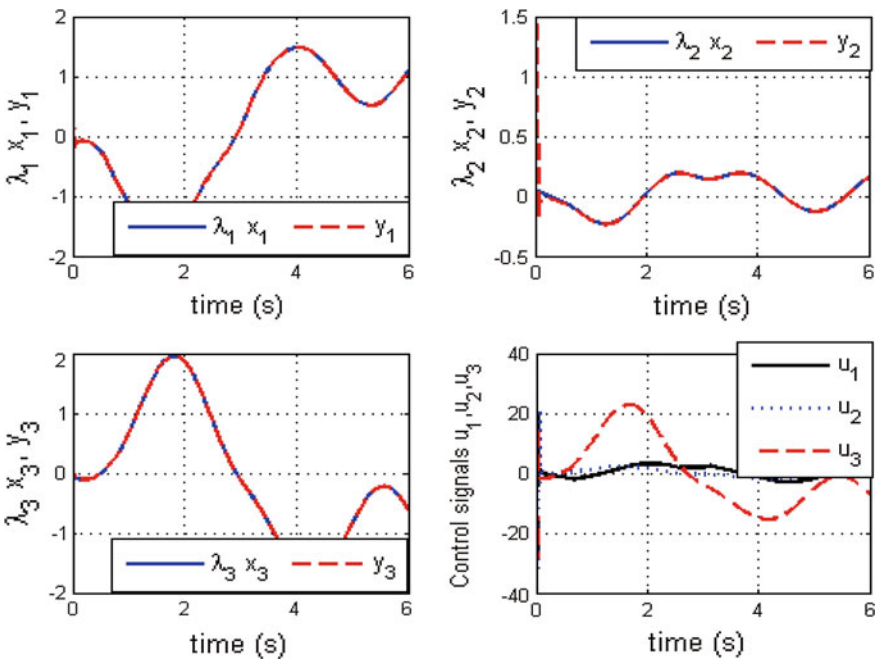 λ1 x1, y1
2
1
0
-1
-2
λ1 x1 y1
0 2 4 6
time (s)
λ2 x2, y2
1.5
1
0.5
0
-0.5
λ2 x2 y2
0 2 4 6
time (s)
λ3 x3, y3
2
1
0
-1
-2
λ3 x3 y3
0 2 4 6
time (s)
Control signals u1,u2,u3
40
20
0
-20
-40
u1
u2
u3
0 2 4 6
time (s)